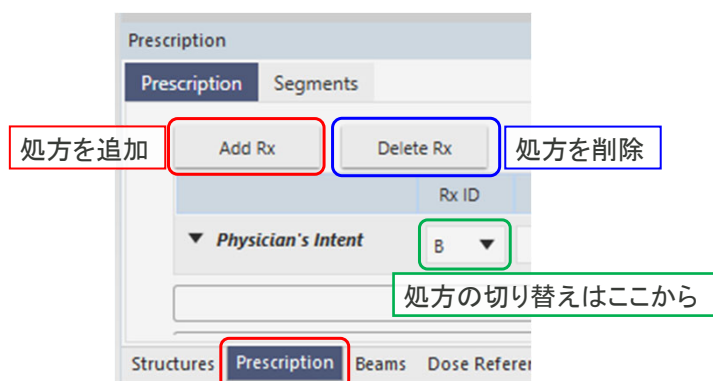 Prescription
Prescription Segments
処方を追加 Add Rx Delete Rx 処方を削除
Rx ID
▼ Physician's Intent B ▼
処方の切り替えはここから
Structures Prescription Beams Dose